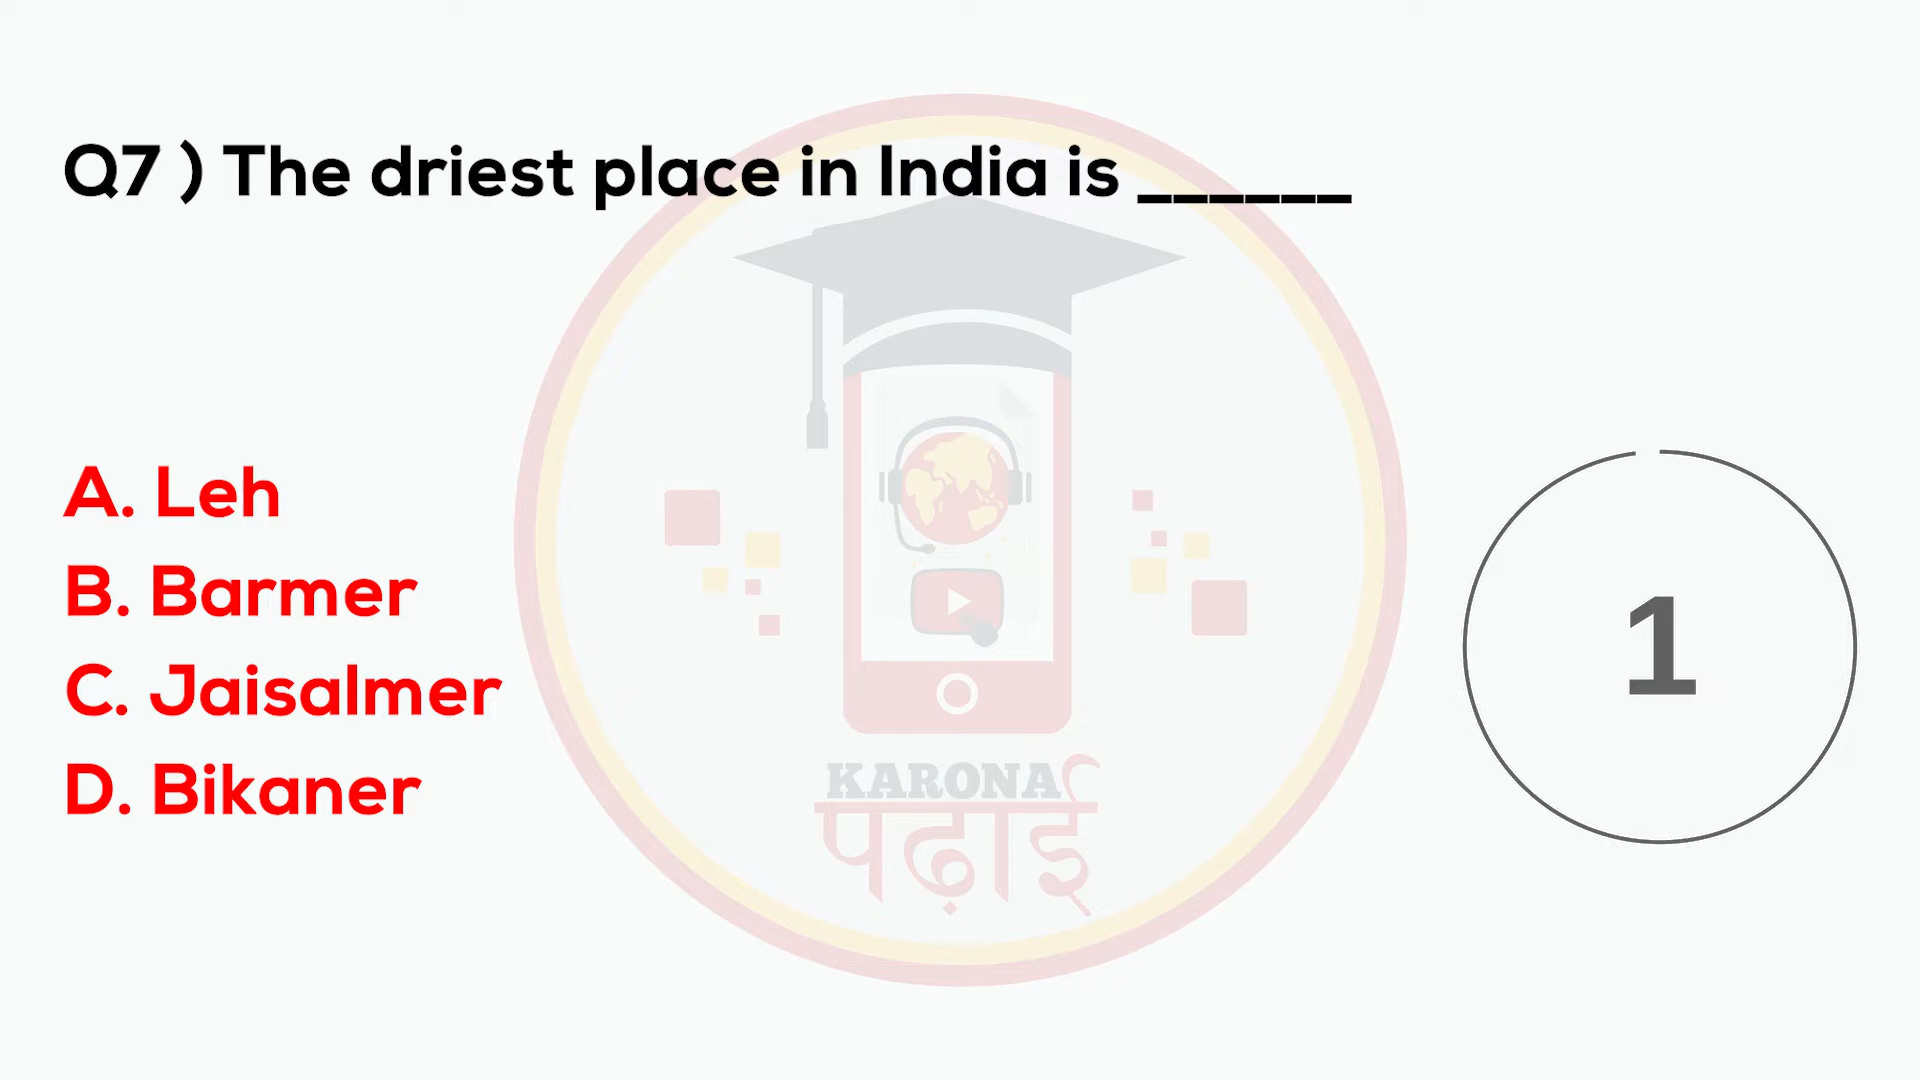 Q7 ) The driest place in India is ______
A. Leh
B. Barmer
C. Jaisalmer
D. Bikaner
1
KARONA
पढ़ाई